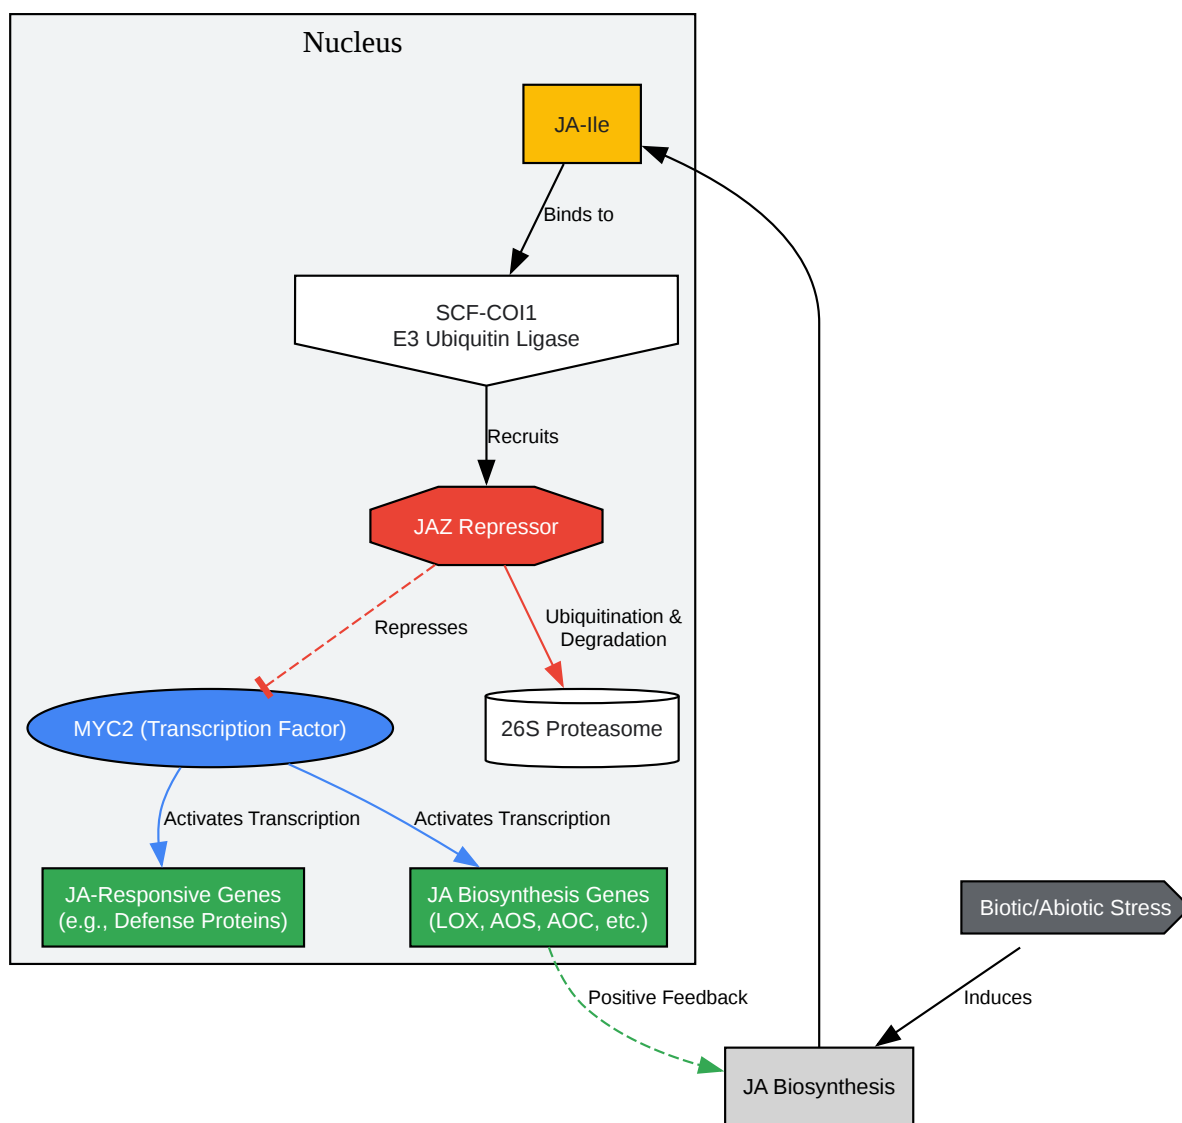 Nucleus
JA-Ile
Binds to
SCF-COI1
E3 Ubiquitin Ligase
Recruits
JAZ Repressor
Represses
Ubiquitination &
Degradation
MYC2 (Transcription Factor)
26S Proteasome
Activates Transcription
Activates Transcription
JA-Responsive Genes
(e.g., Defense Proteins)
JA Biosynthesis Genes
(LOX, AOS, AOC, etc.)
Biotic/Abiotic Stress
Positive Feedback
Induces
JA Biosynthesis